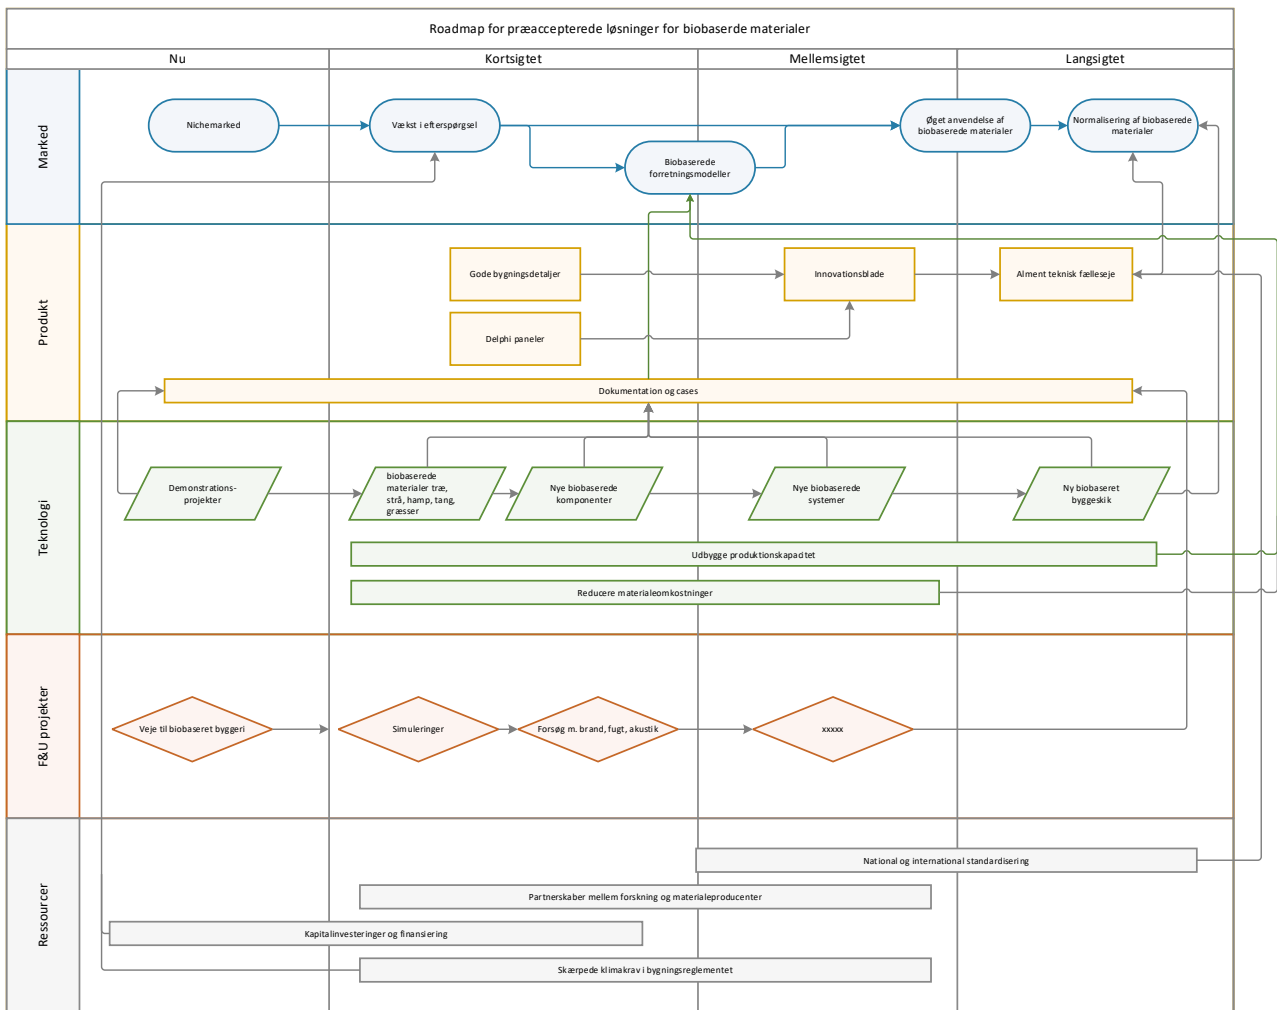 Roadmap for præaccepterede løsninger for biobaserde materialer
Nu
Kortsigtet
Mellemsigtet
Langsigtet
Marked
Nichemarked
Vækst i efterspørgsel
Biobaserede
forretningsmodeller
Øget anvendelse af
biobaserede materialer
Normalisering af biobaserede
materialer
Produkt
Gode bygningsdetaljer
Innovationsblade
Alment teknisk fælleseje
Delphi paneler
Dokumentation og cases
Teknologi
Demonstrations-
projekter
biobaserede
materialer træ,
strå, hamp, tang,
græsser
Nye biobaserede
komponenter
Nye biobaserede
systemer
Ny biobaseret
byggeskik
Udbygge produktionskapacitet
Reducere materialeomkostninger
F&U projekter
Veje til biobaseret byggeri
Simuleringer
Forsøg m. brand, fugt, akustik
xxxxx
Ressourcer
National og international standardisering
Partnerskaber mellem forskning og materialeproducenter
Kapitalinvesteringer og finansiering
Skærpede klimakrav i bygningsreglementet